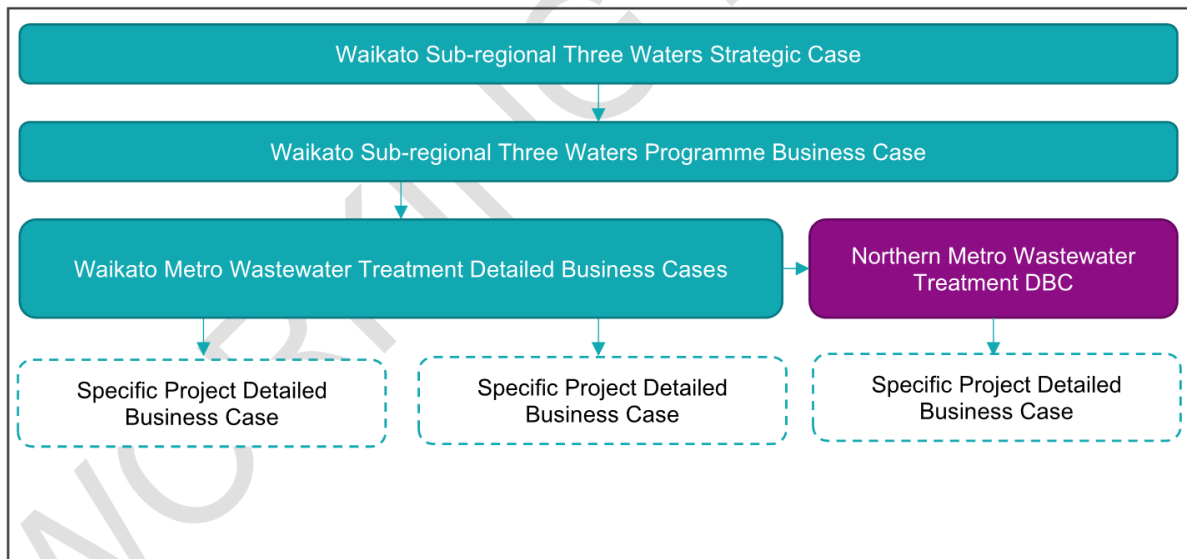 Waikato Sub-regional Three Waters Strategic Case
Waikato Sub-regional Three Waters Programme Business Case
Waikato Metro Wastewater Treatment Detailed Business Cases
Northern Metro Wastewater
Treatment DBC
Specific Project Detailed
Business Case
Specific Project Detailed
Business Case
Specific Project Detailed
Business Case
WORKING